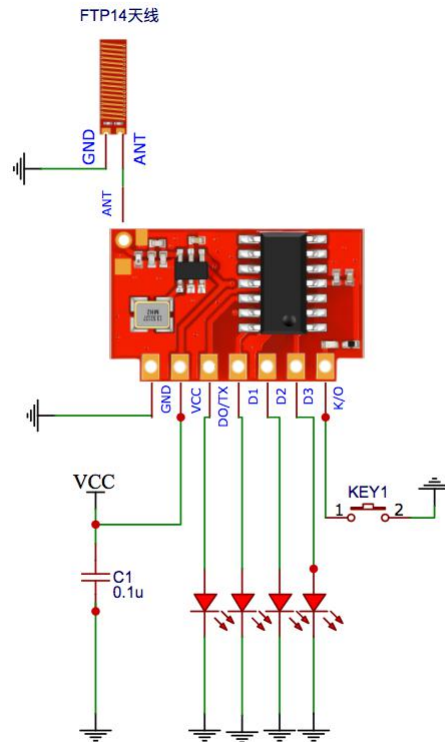 FTP14天线
GND
ANT
ANT
GND
VCC
DO/TX
D1
D2
D3
K/O
VCC
KEY1
1
2
C1
0.1u